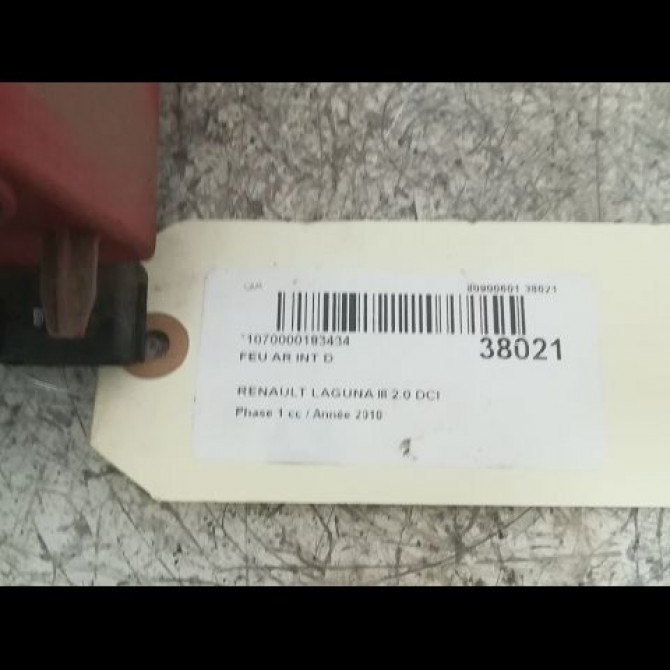 80900601 38021
1070000183434
38021
FEU AR INT D
RENAULT LAGUNA III 2.0 DCI
Phase 1 cc / Année 2010